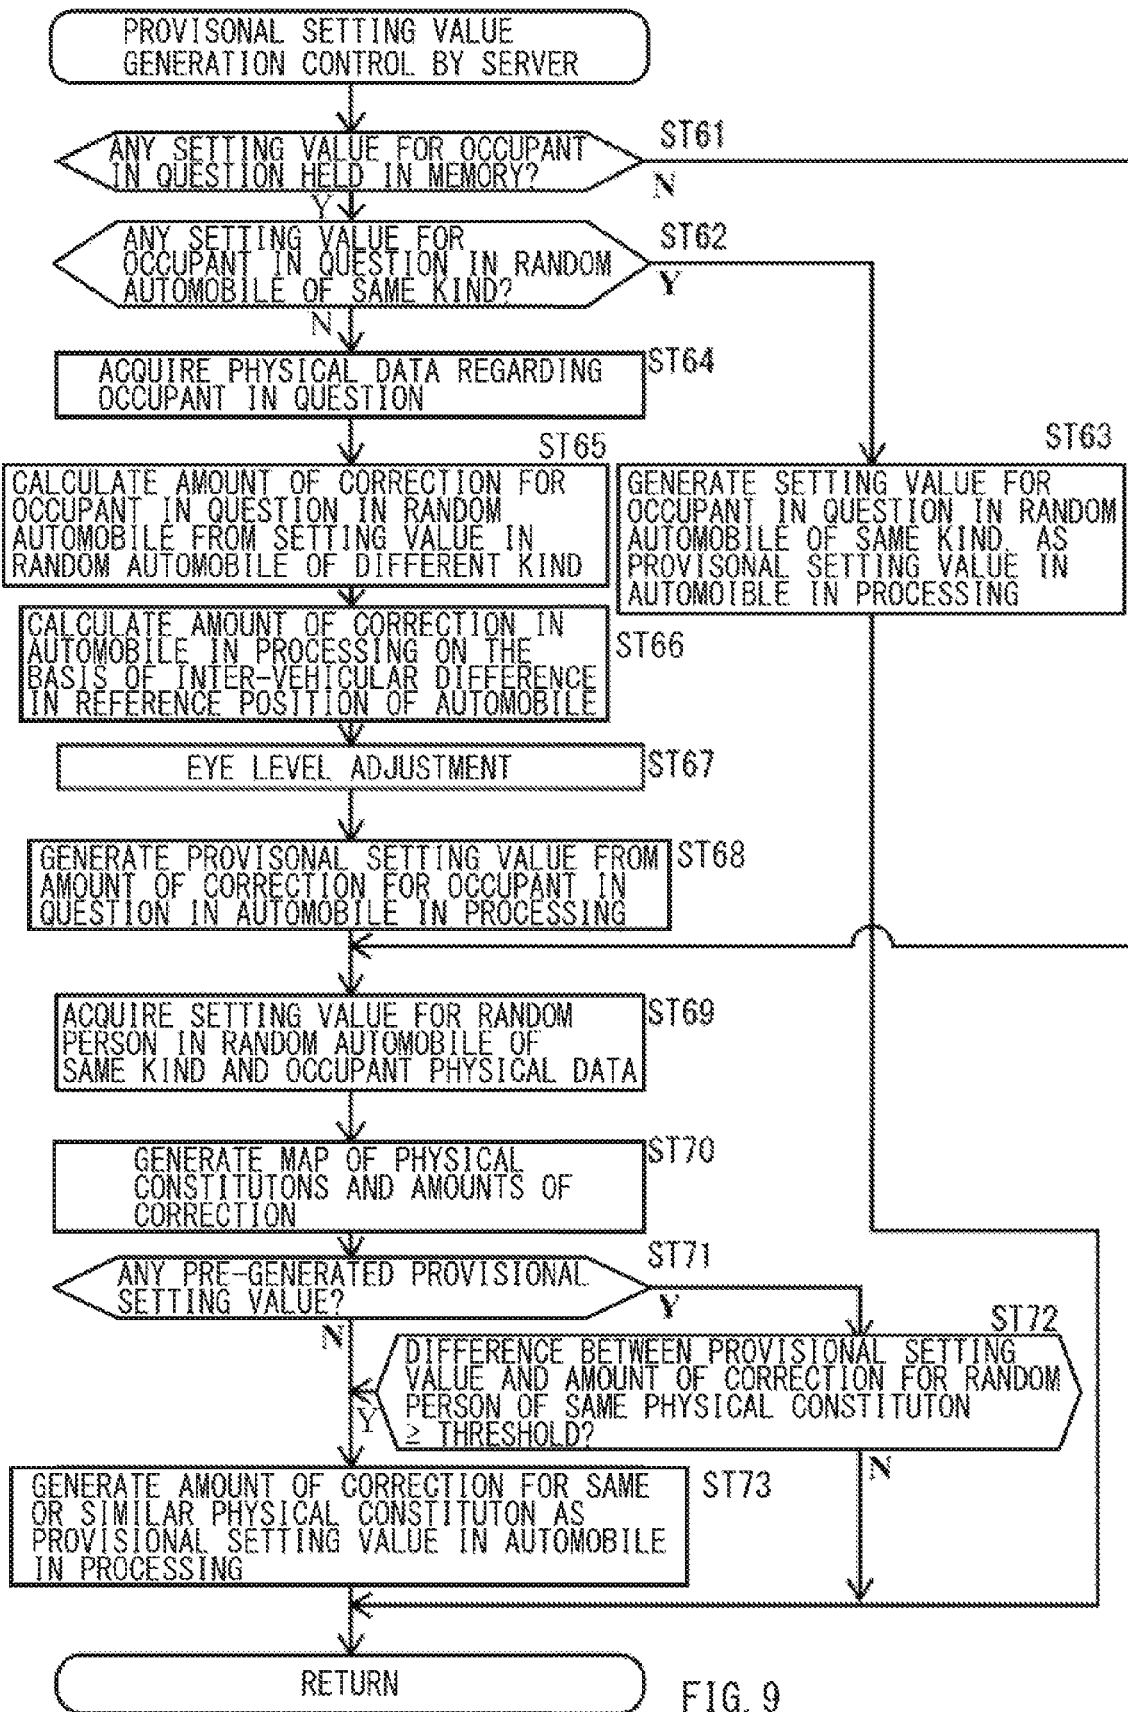 PROVISONAL SETTING VALUE
GENERATION CONTROL BY SERVER
ST61
ANY SETTING VALUE FOR OCCUPANT
IN QUESTION HELD IN MEMORY?
N
Y
ST62
ANY SETTING VALUE FOR
OCCUPANT IN QUESTION IN RANDOM
AUTOMOBILE OF SAME KIND?
Y
N
ST64
ACQUIRE PHYSICAL DATA REGARDING
OCCUPANT IN QUESTION
ST65
CALCULATE AMOUNT OF CORRECTION FOR
OCCUPANT IN QUESTION IN RANDOM
AUTOMOBILE FROM SETTING VALUE IN
RANDOM AUTOMOBILE OF DIFFERENT KIND
ST63
GENERATE SETTING VALUE FOR
OCCUPANT IN QUESTION IN RANDOM
AUTOMOBILE OF SAME KIND, AS
PROVISONAL SETTING VALUE IN
AUTOMOIBLE IN PROCESSING
CALCULATE AMOUNT OF CORRECTION IN
AUTOMOBILE IN PROCESSING ON THE
BASIS OF INTER-VEHICULAR DIFFERENCE
IN REFERENCE POSITION OF AUTOMOBILE
ST66
EYE LEVEL ADJUSTMENT
ST67
GENERATE PROVISONAL SETTING VALUE FROM
AMOUNT OF CORRECTION FOR OCCUPANT IN
QUESTION IN AUTOMOBILE IN PROCESSING
ST68
ACQUIRE SETTING VALUE FOR RANDOM
PERSON IN RANDOM AUTOMOBILE OF
SAME KIND AND OCCUPANT PHYSICAL DATA
ST69
GENERATE MAP OF PHYSICAL
CONSTITUTONS AND AMOUNTS OF
CORRECTION
ST70
ANY PRE-GENERATED PROVISIONAL
SETTING VALUE?
ST71
Y
N
ST72
DIFFERENCE BETWEEN PROVISIONAL SETTING
VALUE AND AMOUNT OF CORRECTION FOR RANDOM
PERSON OF SAME PHYSICAL CONSTITUTON
≥ THRESHOLD?
Y
N
GENERATE AMOUNT OF CORRECTION FOR SAME
OR SIMILAR PHYSICAL CONSTITUTON AS
PROVISIONAL SETTING VALUE IN AUTOMOBILE
IN PROCESSING
ST73
RETURN
FIG. 9